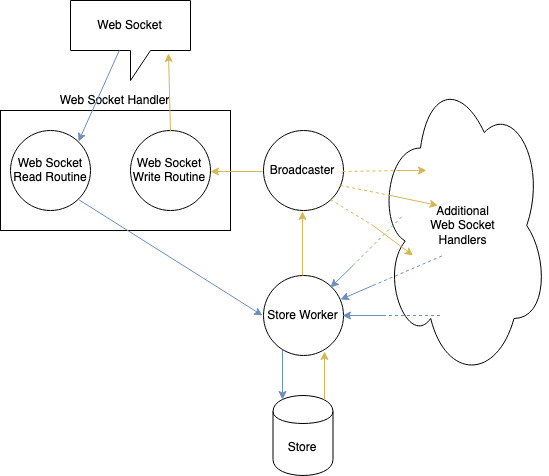 Web Socket
Web Socket Handler
Web Socket
Read Routine
Web Socket
Write Routine
Broadcaster
Additional
Web Socket
Handlers
Store Worker
Store